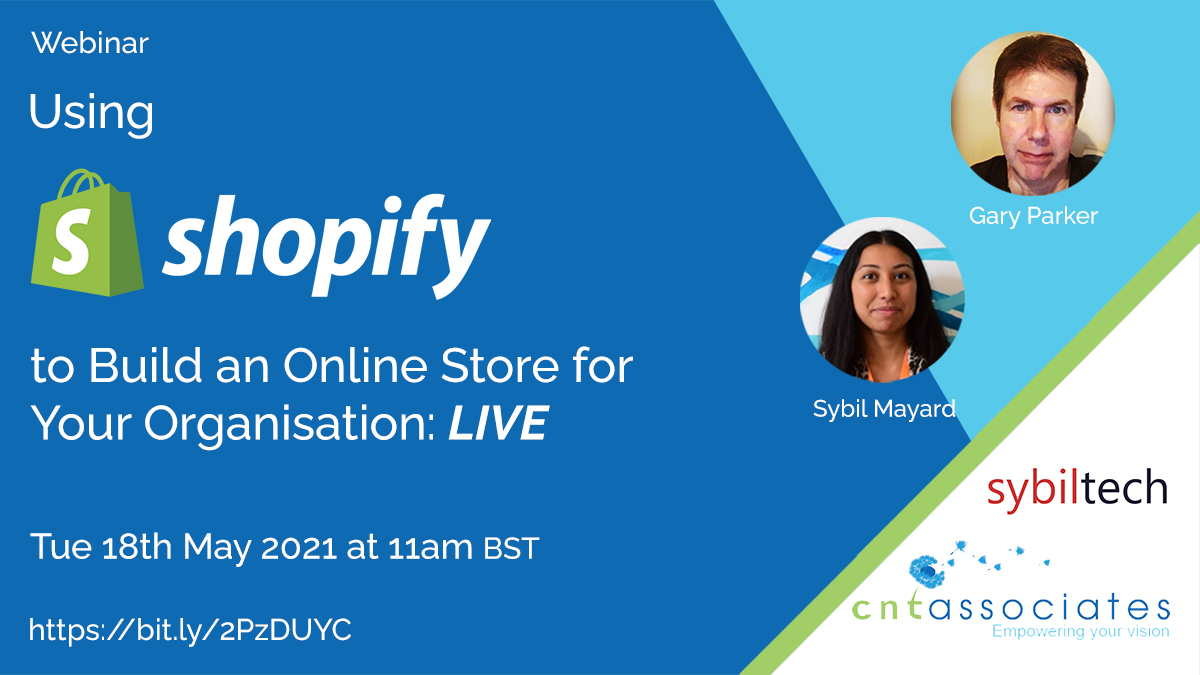 Webinar
Using
shopify
to Build an Online Store for
Your Organisation: LIVE
Tue 18th May 2021 at 11am BST
https://bit.ly/2PzDUYC
Gary Parker
Sybil Mayard
sybiltech
cntassociates
Empowering your vision